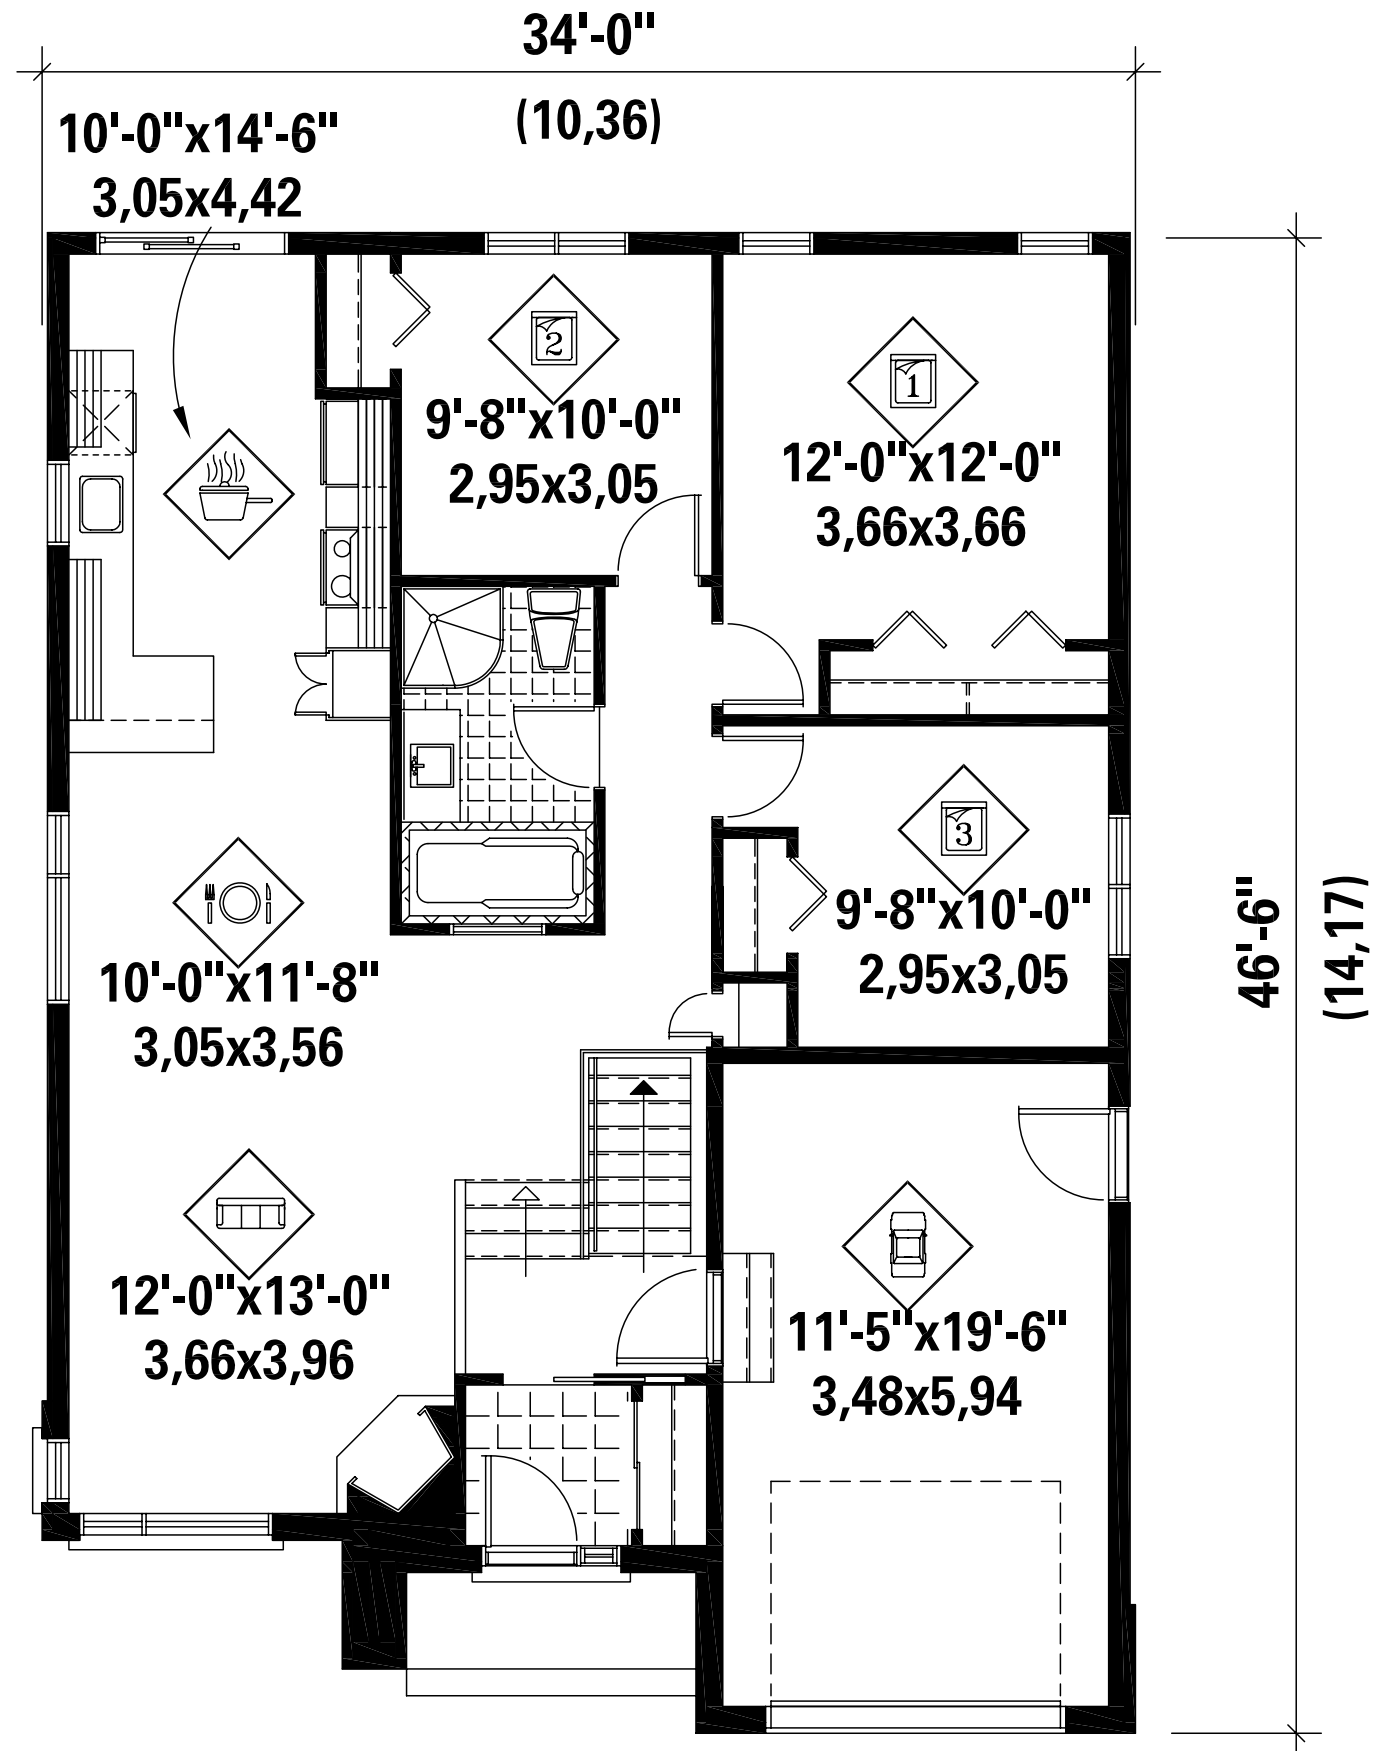 34'-0"
(10,36)
10'-0"x14'-6"
3,05x4,42
2
9'-8"x10'-0"
2,95x3,05
1
12'-0"x12'-0"
3,66x3,66
3
9'-8"x10'-0"
2,95x3,05
46'-6"
(14,17)
10'-0"x11'-8"
3,05x3,56
12'-0"x13'-0"
3,66x3,96
11'-5"x19'-6"
3,48x5,94